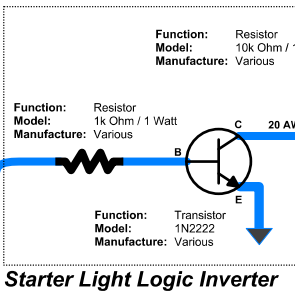 Function: Resistor
Model: 10k Ohm /
Manufacture: Various
Function: Resistor
Model: 1k Ohm / 1 Watt
Manufacture: Various
C
20
B
E
Function: Transistor
Model: 1N2222
Manufacture: Various
Starter Light Logic Inverter